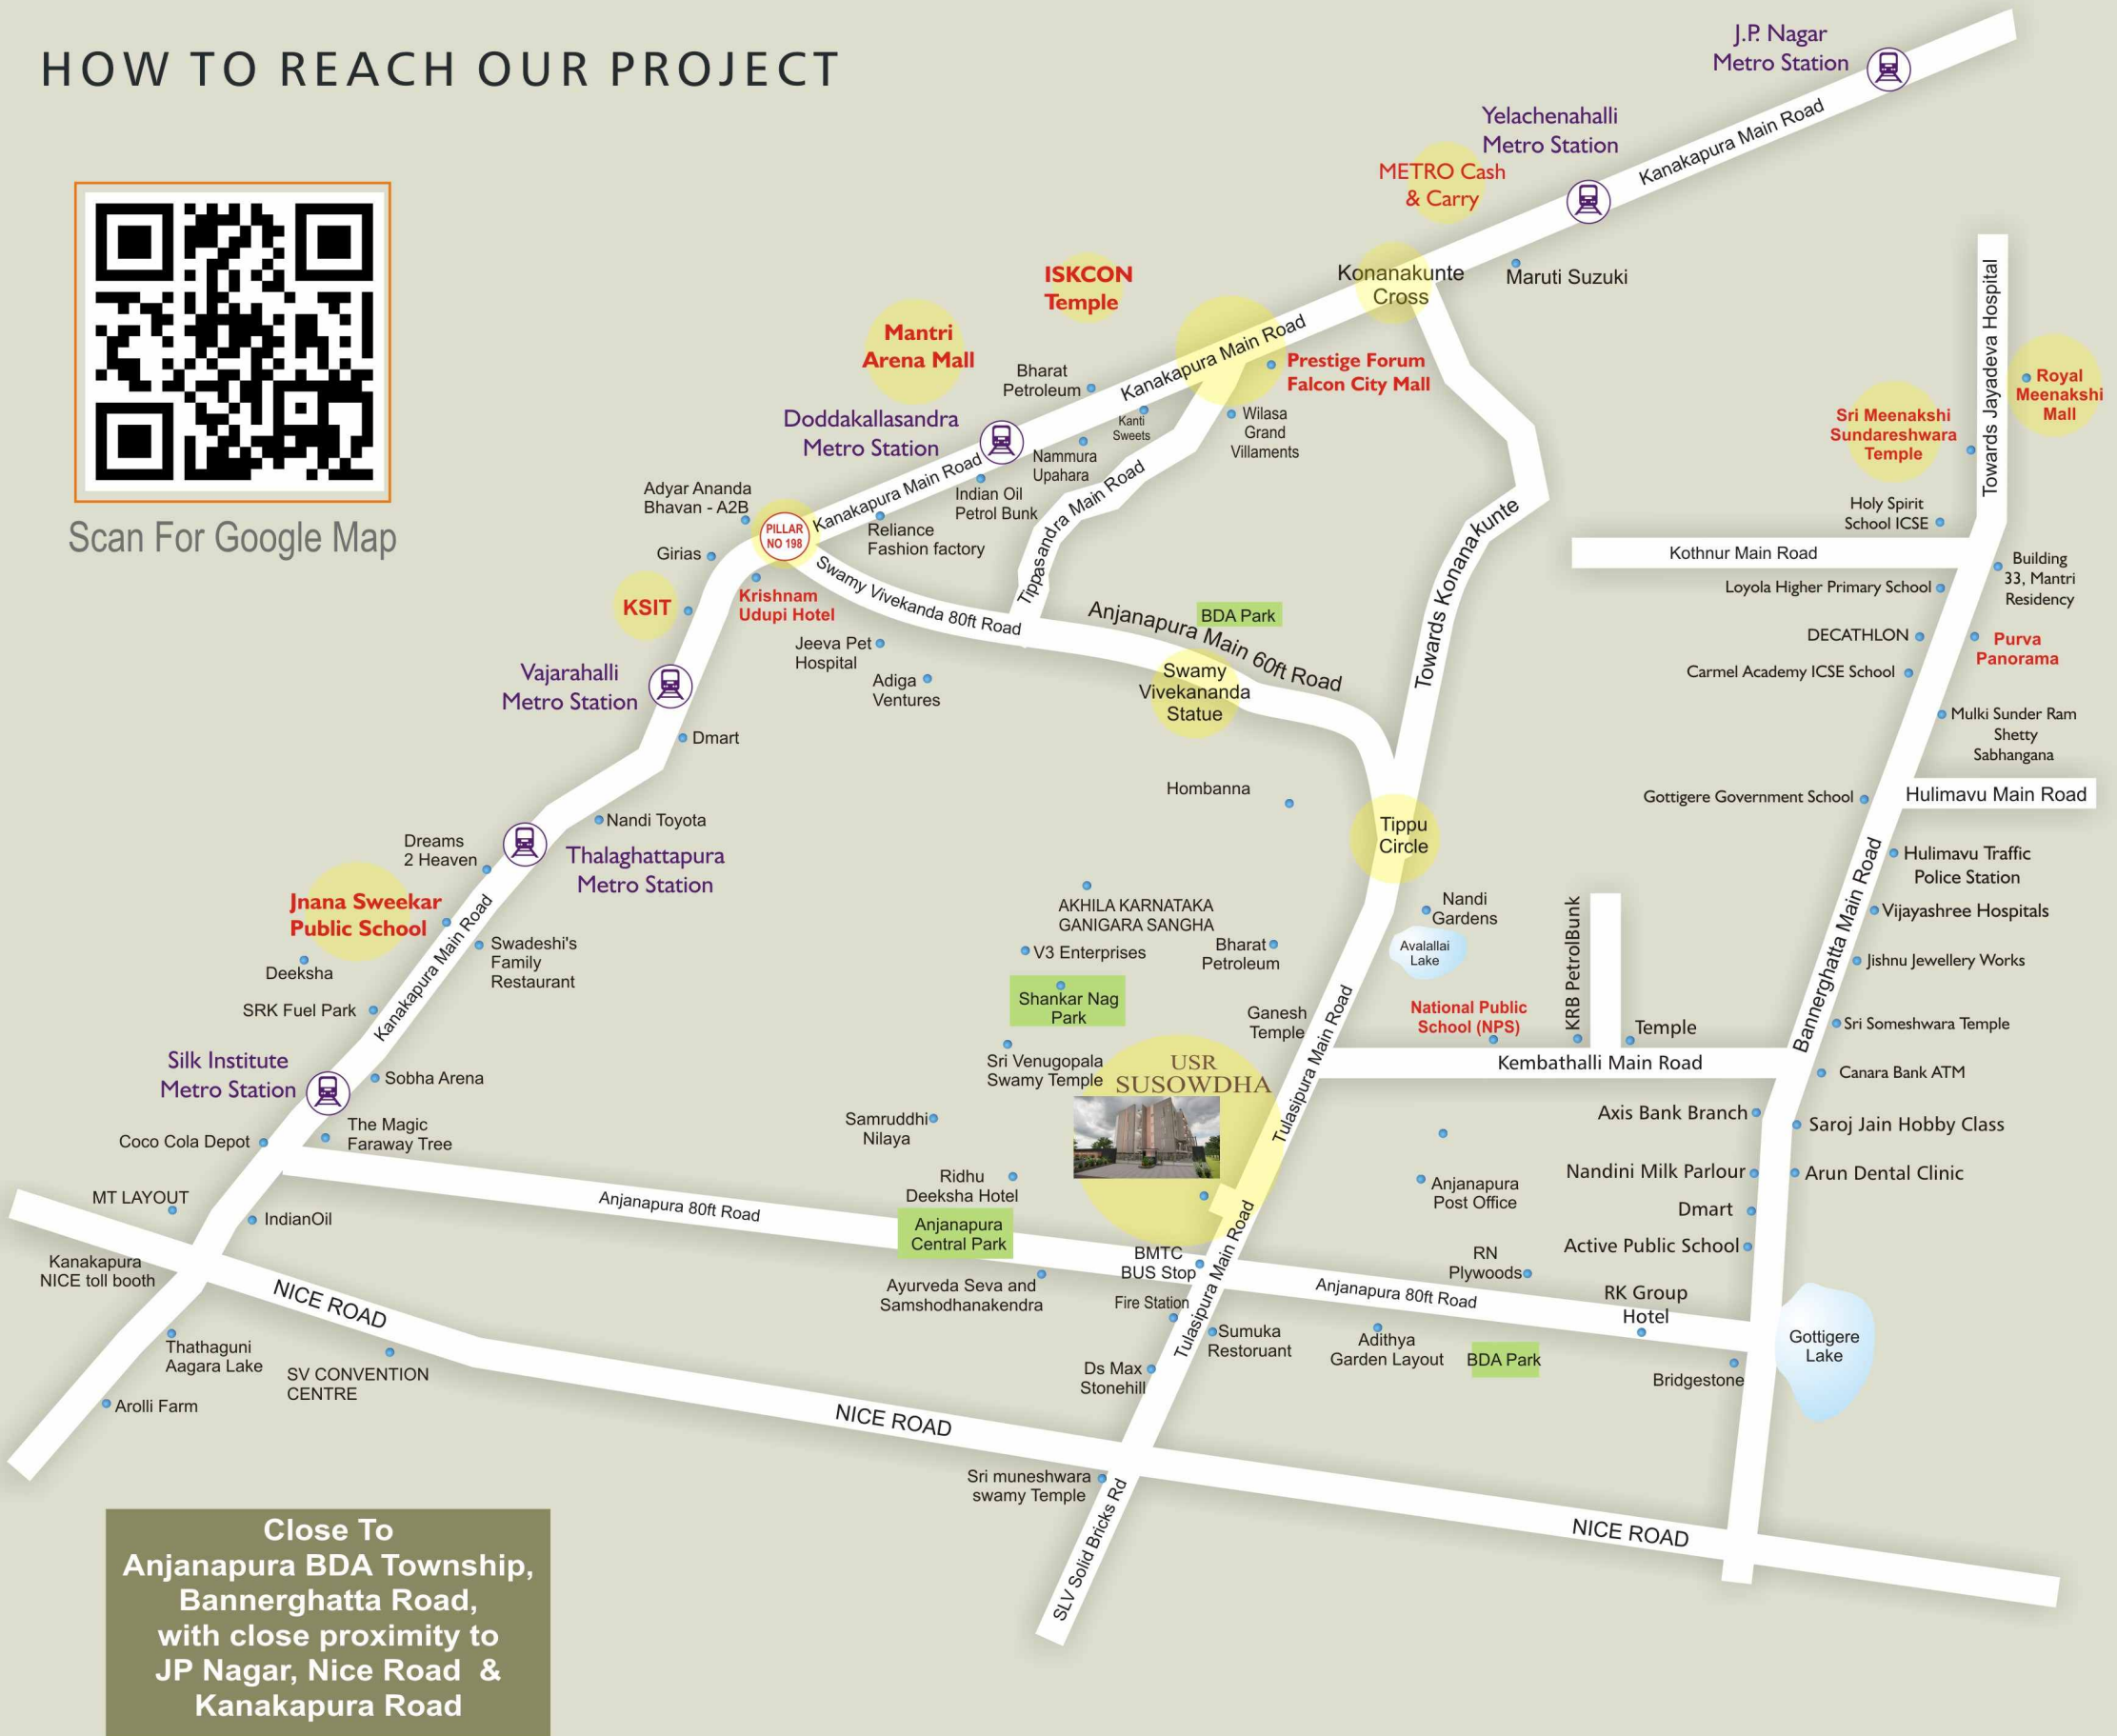 HOW TO REACH OUR PROJECT
Scan For Google Map
J.P. Nagar
Metro Station
Yelachenahalli
Metro Station
Kanakapura Main Road
METRO Cash
& Carry
Konanakunte
Cross
Maruti Suzuki
ISKCON
Temple
Kanakapura Main Road
Prestige Forum
Falcon City Mall
Mantri
Arena Mall
Bharat
Petroleum
Kanti
Sweets
Wilasa
Grand
Villaments
Doddakallasandra
Metro Station
Nammura
Upahara
Indian Oil
Petrol Bunk
Tippasandra Main Road
Kanakapura Main Road
Adyar Ananda
Bhavan - A2B
PILLAR
NO 198
Reliance
Fashion factory
Girias
KSIT
Krishnam
Udupi Hotel
Swamy Vivekanda 80ft Road
Jeeva Pet
Hospital
Adiga
Ventures
Anjanapura Main 60ft Road
BDA Park
Swamy
Vivekananda
Statue
Towards Konanakunte
Vajarahalli
Metro Station
Dmart
Nandi Toyota
Dreams
2 Heaven
Thalaghattapura
Metro Station
Jnana Sweekar
Public School
Deeksha
Swadeshi's
Family
Restaurant
SRK Fuel Park
Kanakapura Main Road
Silk Institute
Metro Station
Sobha Arena
Coco Cola Depot
The Magic
Faraway Tree
MT LAYOUT
IndianOil
Kanakapura
NICE toll booth
NICE ROAD
Thathaguni
Aagara Lake
SV CONVENTION
CENTRE
Arolli Farm
Hombanna
Tippu
Circle
AKHILA KARNATAKA
GANIGARA SANGHA
V3 Enterprises
Bharat
Petroleum
Nandi
Gardens
Avalallai
Lake
Shankar Nag
Park
Ganesh
Temple
Sri Venugopala
Swamy Temple
USR
SUSOWDHA
Tulasipura Main Road
National Public
School (NPS)
KRB PetrolBunk
Temple
Kembathalli Main Road
Samruddhi
Nilaya
Ridhu
Deeksha Hotel
Anjanapura
Central Park
Anjanapura 80ft Road
Tulasipura Main Road
Anjanapura
Post Office
BMTC
BUS Stop
Ayurveda Seva and
Samshodhanakendra
Fire Station
Sumuka
Restoruant
Anjanapura 80ft Road
RN
Plywoods
RK Group
Hotel
Adithya
Garden Layout
BDA Park
Bridgestone
Gottigere
Lake
Ds Max
Stonehill
NICE ROAD
Sri muneshwara
swamy Temple
SLV Solid Bricks Rd
NICE ROAD
Towards Jayadeva Hospital
Royal
Meenakshi
Mall
Sri Meenakshi
Sundareshwara
Temple
Holy Spirit
School ICSE
Kothnur Main Road
Building
33, Mantri
Residency
Loyola Higher Primary School
DECATHLON
Purva
Panorama
Carmel Academy ICSE School
Mulki Sunder Ram
Shetty
Sabhangana
Gottigere Government School
Hulimavu Main Road
Bannerghatta Main Road
Hulimavu Traffic
Police Station
Vijayashree Hospitals
Jishnu Jewellery Works
Sri Someshwara Temple
Canara Bank ATM
Axis Bank Branch
Saroj Jain Hobby Class
Nandini Milk Parlour
Arun Dental Clinic
Dmart
Active Public School
Close To
Anjanapura BDA Township,
Bannerghatta Road,
with close proximity to
JP Nagar, Nice Road &
Kanakapura Road